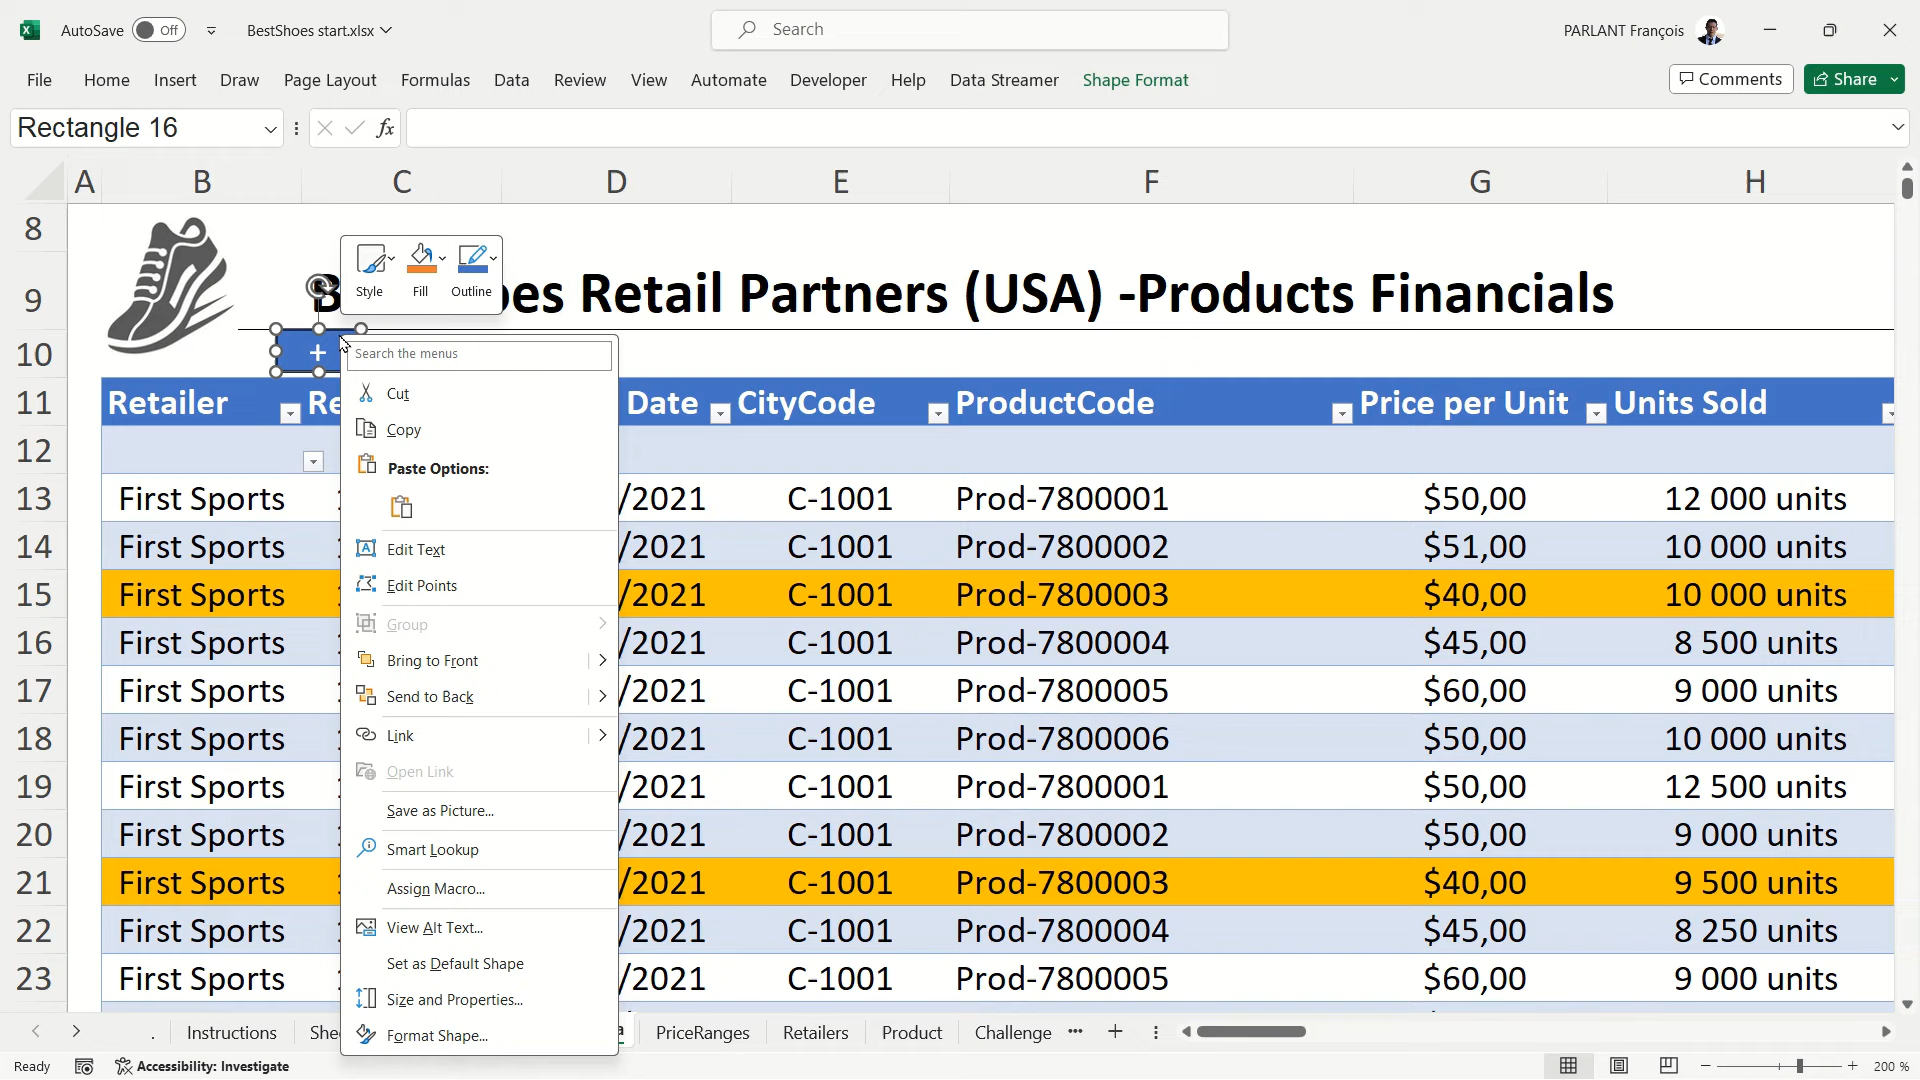 AutoSave Off BestShoes start.xlsx Search PARLANT François
File Home Insert Draw Page Layout Formulas Data Review View Automate Developer Help Data Streamer Shape Format Comments Share
Rectangle 16 fx
A B C D E F G H
8
9 B oes Retail Partners (USA) -Products Financials
Style Fill Outline
10 +
11 Retailer Re Date CityCode ProductCode Price per Unit Units Sold
12
13 First Sports /2021 C-1001 Prod-7800001 $50,00 12 000 units
14 First Sports /2021 C-1001 Prod-7800002 $51,00 10 000 units
15 First Sports /2021 C-1001 Prod-7800003 $40,00 10 000 units
16 First Sports /2021 C-1001 Prod-7800004 $45,00 8 500 units
17 First Sports /2021 C-1001 Prod-7800005 $60,00 9 000 units
18 First Sports /2021 C-1001 Prod-7800006 $50,00 10 000 units
19 First Sports /2021 C-1001 Prod-7800001 $50,00 12 500 units
20 First Sports /2021 C-1001 Prod-7800002 $50,00 9 000 units
21 First Sports /2021 C-1001 Prod-7800003 $40,00 9 500 units
22 First Sports /2021 C-1001 Prod-7800004 $45,00 8 250 units
23 First Sports /2021 C-1001 Prod-7800005 $60,00 9 000 units
Search the menus
Cut
Copy
Paste Options:
Edit Text
Edit Points
Group
Bring to Front
Send to Back
Link
Open Link
Save as Picture...
Smart Lookup
Assign Macro...
View Alt Text...
Set as Default Shape
Size and Properties...
Format Shape...
. Instructions Shee a PriceRanges Retailers Product Challenge
Ready Accessibility: Investigate 200 %